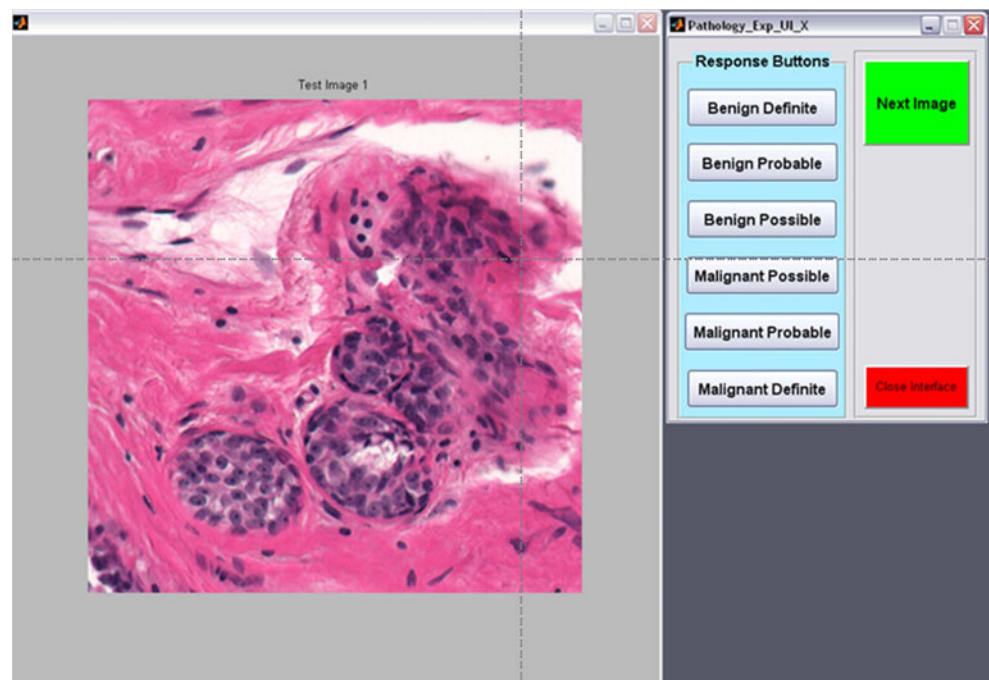 Test Image 1
Pathology_Exp_UI_X
Response Buttons
Benign Definite
Benign Probable
Benign Possible
Malignant Possible
Malignant Probable
Malignant Definite
Next Image
Close Interface